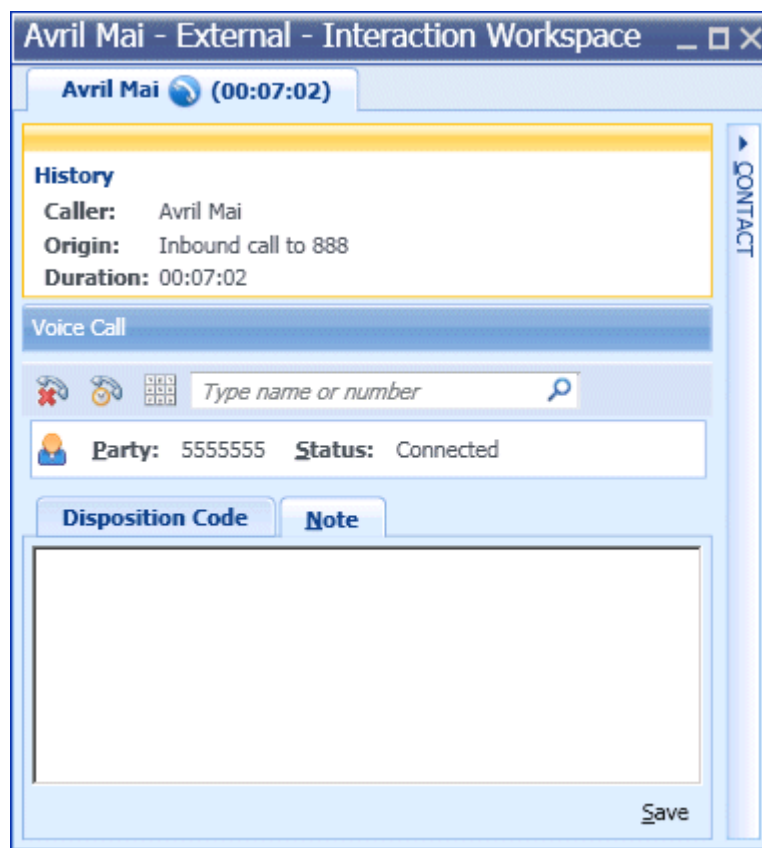 Avril Mai - External - Interaction Workspace
Avril Mai (00:07:02)
CONTACT
History
Caller: Avril Mai
Origin: Inbound call to 888
Duration: 00:07:02
Voice Call
Type name or number
Party: 5555555 Status: Connected
Disposition Code Note
Save